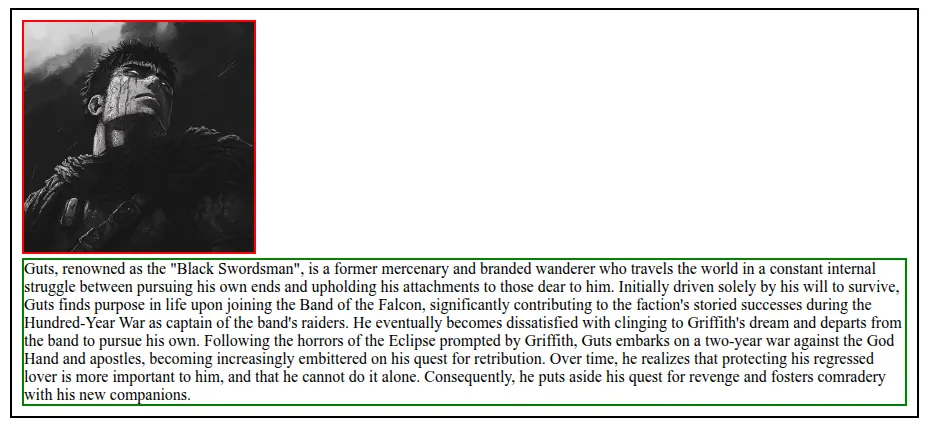 Guts, renowned as the "Black Swordsman", is a former mercenary and branded wanderer who travels the world in a constant internal
struggle between pursuing his own ends and upholding his attachments to those dear to him. Initially driven solely by his will to survive,
Guts finds purpose in life upon joining the Band of the Falcon, significantly contributing to the faction's storied successes during the
Hundred-Year War as captain of the band's raiders. He eventually becomes dissatisfied with clinging to Griffith's dream and departs from
the band to pursue his own. Following the horrors of the Eclipse prompted by Griffith, Guts embarks on a two-year war against the God
Hand and apostles, becoming increasingly embittered on his quest for retribution. Over time, he realizes that protecting his regressed
lover is more important to him, and that he cannot do it alone. Consequently, he puts aside his quest for revenge and fosters comradery
with his new companions.